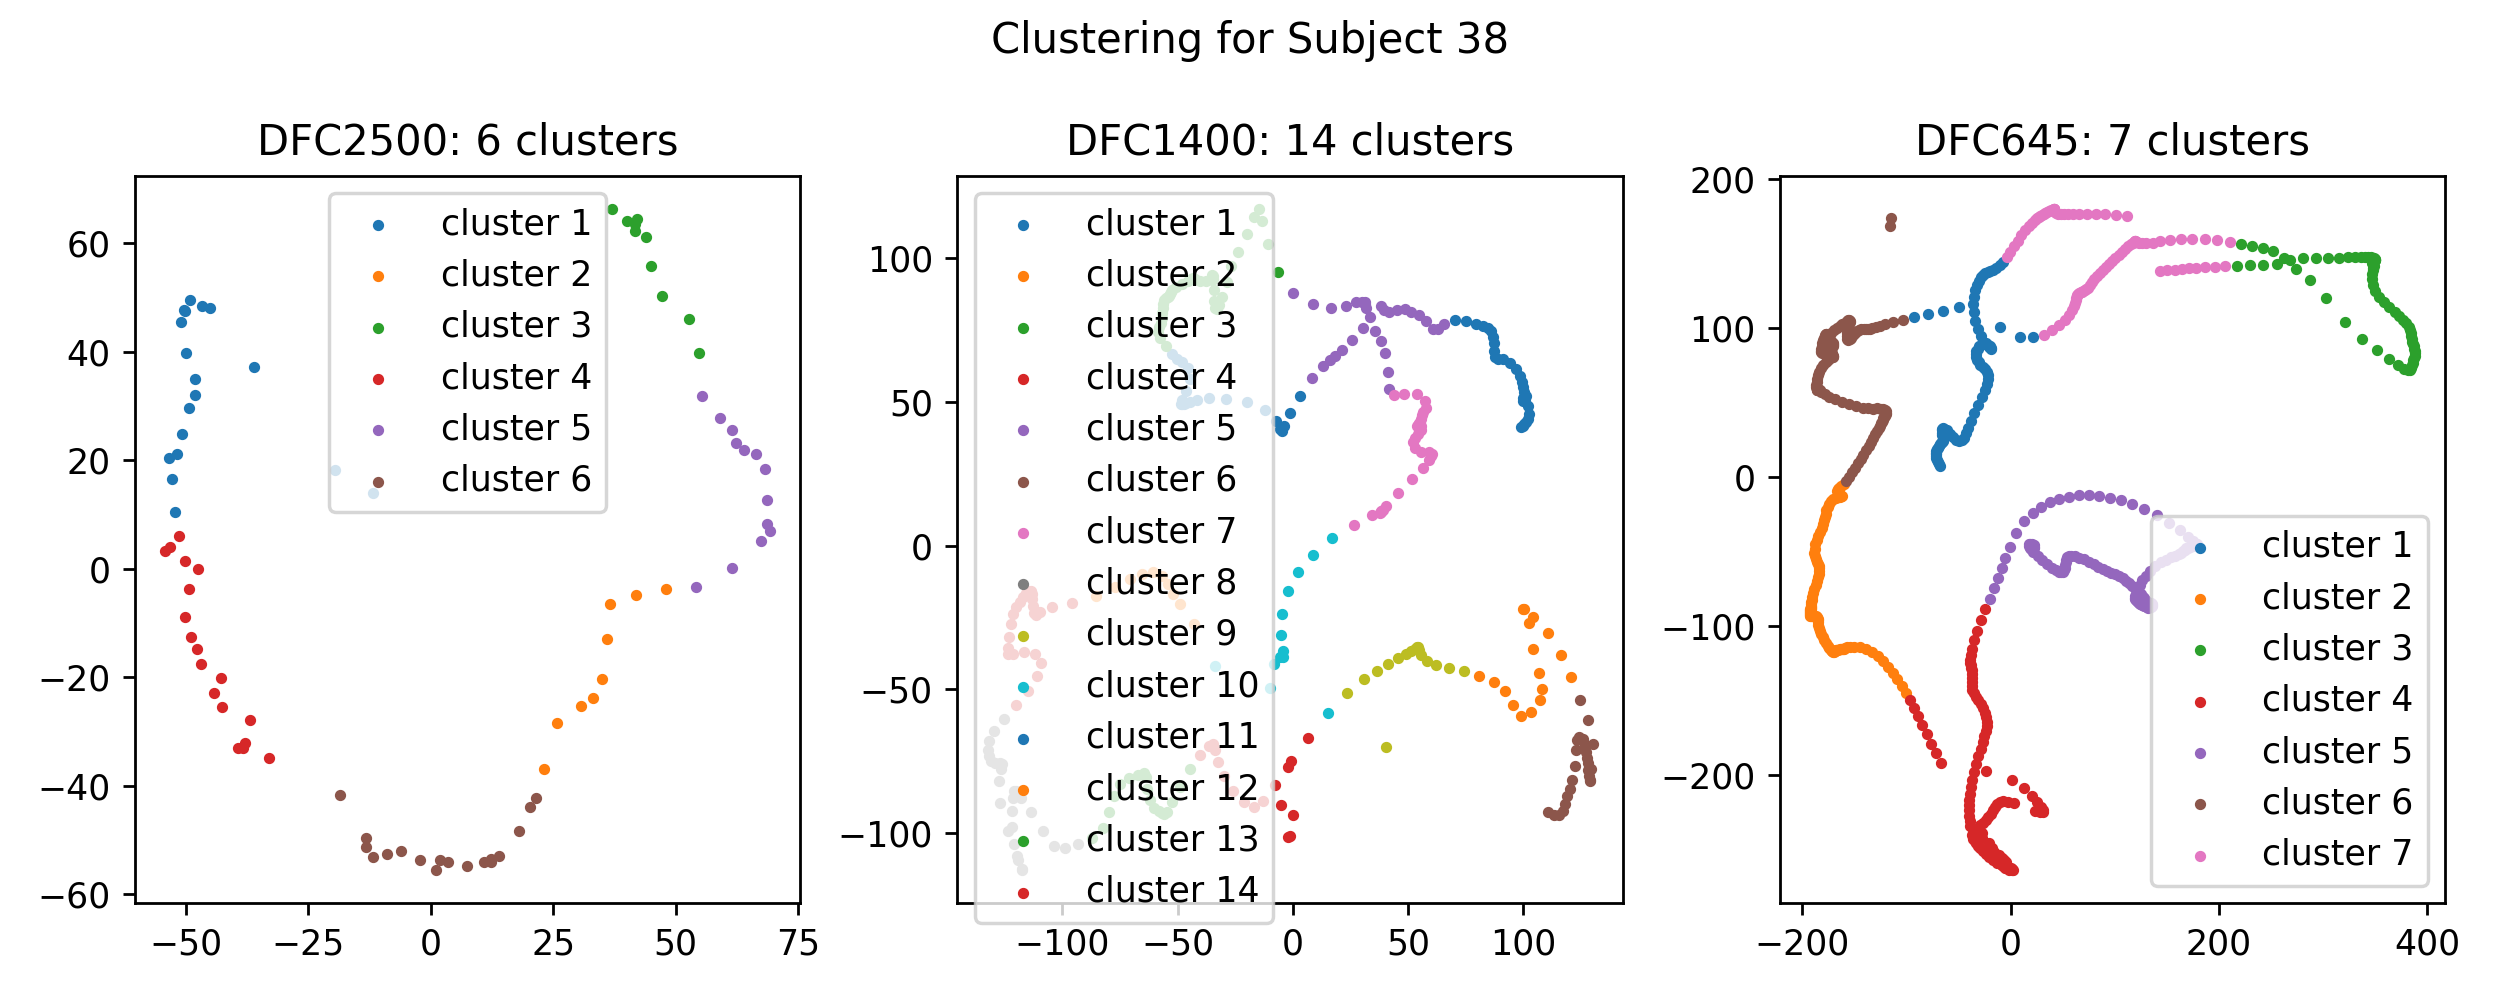 Clustering for Subject 38
DFC2500: 6 clusters
60
40
20
0
−20
−40
−60
−50
−25
0
25
50
75
cluster 1
cluster 2
cluster 3
cluster 4
cluster 5
cluster 6
DFC1400: 14 clusters
100
50
0
−50
−100
−100
−50
0
50
100
cluster 1
cluster 2
cluster 3
cluster 4
cluster 5
cluster 6
cluster 7
cluster 8
cluster 9
cluster 10
cluster 11
cluster 12
cluster 13
cluster 14
DFC645: 7 clusters
200
100
0
−100
−200
−200
0
200
400
cluster 1
cluster 2
cluster 3
cluster 4
cluster 5
cluster 6
cluster 7